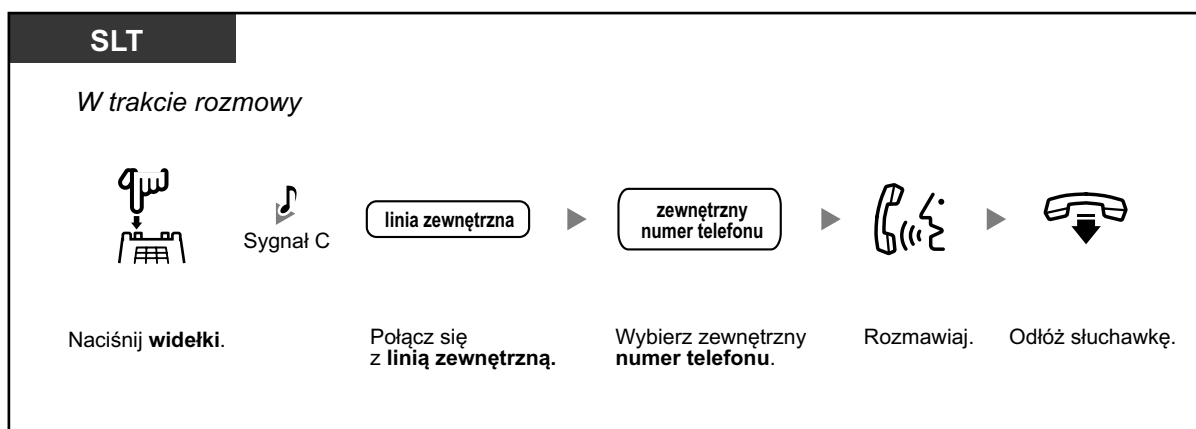 SLT
W trakcie rozmowy
Sygnał C
linia zewnętrzna
zewnętrzny
numer telefonu
Naciśnij widełki.
Połącz się
z linią zewnętrzną.
Wybierz zewnętrzny
numer telefonu.
Rozmawiaj.
Odłóż słuchawkę.